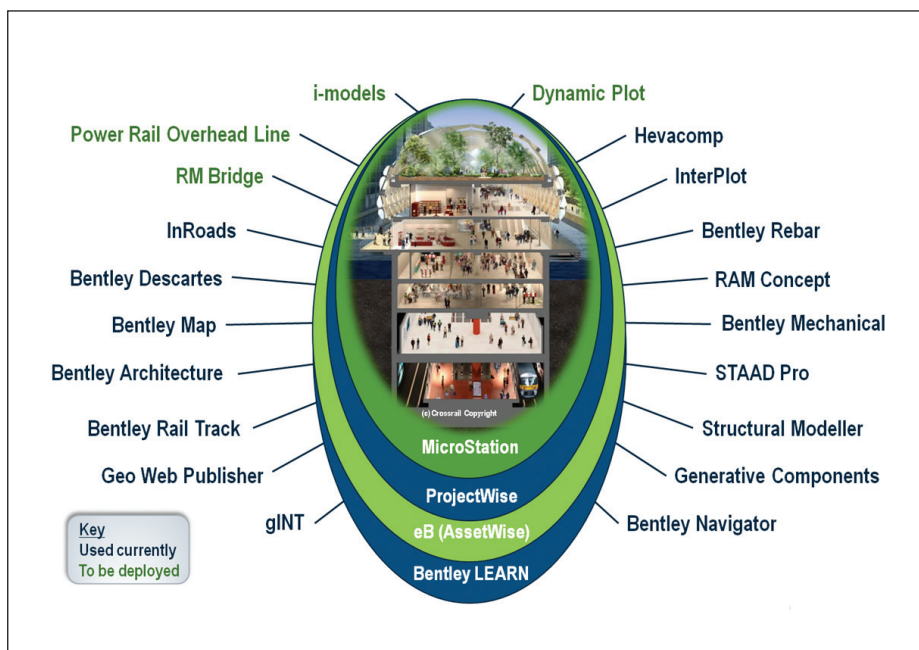 i-models
Dynamic Plot
Power Rail Overhead Line
Hevacomp
RM Bridge
InterPlot
InRoads
Bentley Rebar
Bentley Descartes
RAM Concept
Bentley Map
Bentley Mechanical
Bentley Architecture
STAAD Pro
(c)Crossrail Copyright
Bentley Rail Track
Structural Modeller
MicroStation
Geo Web Publisher
Generative Components
ProjectWise
gINT
Bentley Navigator
eB (AssetWise)
Bentley LEARN
Key
Used currently
To be deployed